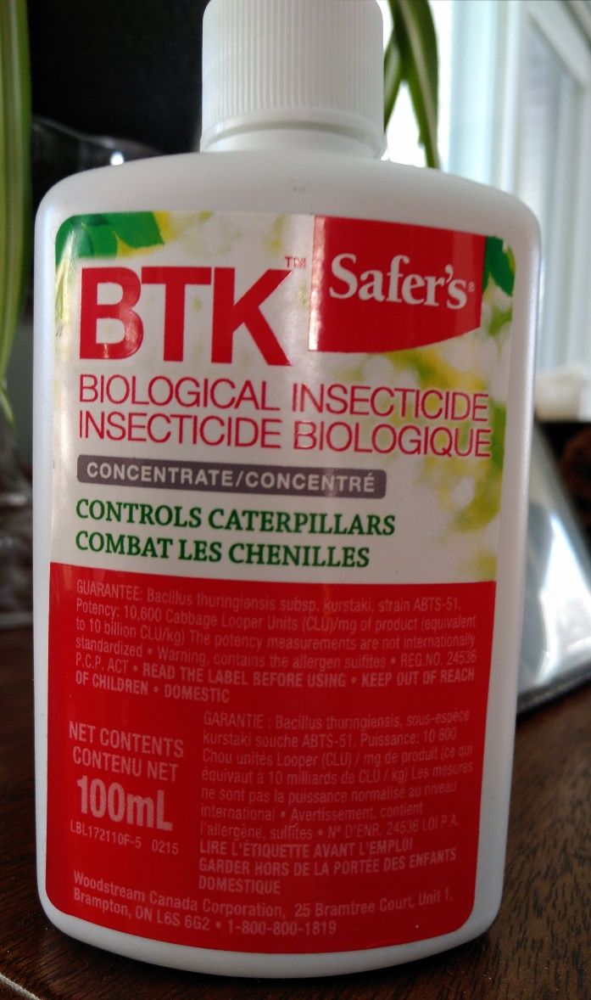 BTK™
Safer's®
BIOLOGICAL INSECTICIDE
INSECTICIDE BIOLOGIQUE
CONCENTRATE/CONCENTRÉ
CONTROLS CATERPILLARS
COMBAT LES CHENILLES
GUARANTEE: Bacillus thuringiensis subsp. kurstaki, strain ABTS-51.
Potency: 10,600 Cabbage Looper Units (CLU)/mg of product (equivalent
to 10 billion CLU/kg) The potency measurements are not internationally
standardized • Warning, contains the allergen sulfites • REG.NO. 24536
P.C.P. ACT • READ THE LABEL BEFORE USING • KEEP OUT OF REACH
OF CHILDREN • DOMESTIC
NET CONTENTS
CONTENU NET
100mL
LBL172110F-5 0215
GARANTIE : Bacillus thuringiensis, sous-espèce
kurstaki souche ABTS-51. Puissance: 10 600
Chou unités Looper (CLU) / mg de produit (ce qui
équivaut à 10 milliards de CLU / kg) Les mesures
ne sont pas la puissance normalisé au niveau
international • Avertissement, contient
l'allergène, sulfites • N° D'ENR. 24536 LOI P.A.
LIRE L'ÉTIQUETTE AVANT L'EMPLOI
GARDER HORS DE LA PORTÉE DES ENFANTS
DOMESTIQUE
Woodstream Canada Corporation, 25 Bramtree Court, Unit 1,
Brampton, ON L6S 6G2 • 1-800-800-1819